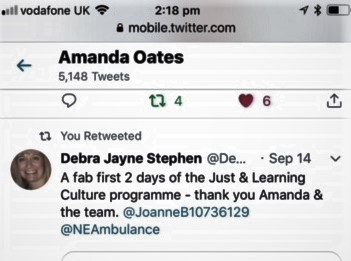 vodafone UK 2:18 pm
mobile.twitter.com
Amanda Oates
5,148 Tweets
4 6
You Retweeted
Debra Jayne Stephen @De... · Sep 14
A fab first 2 days of the Just & Learning
Culture programme - thank you Amanda &
the team. @JoanneB10736129
@NEAmbulance